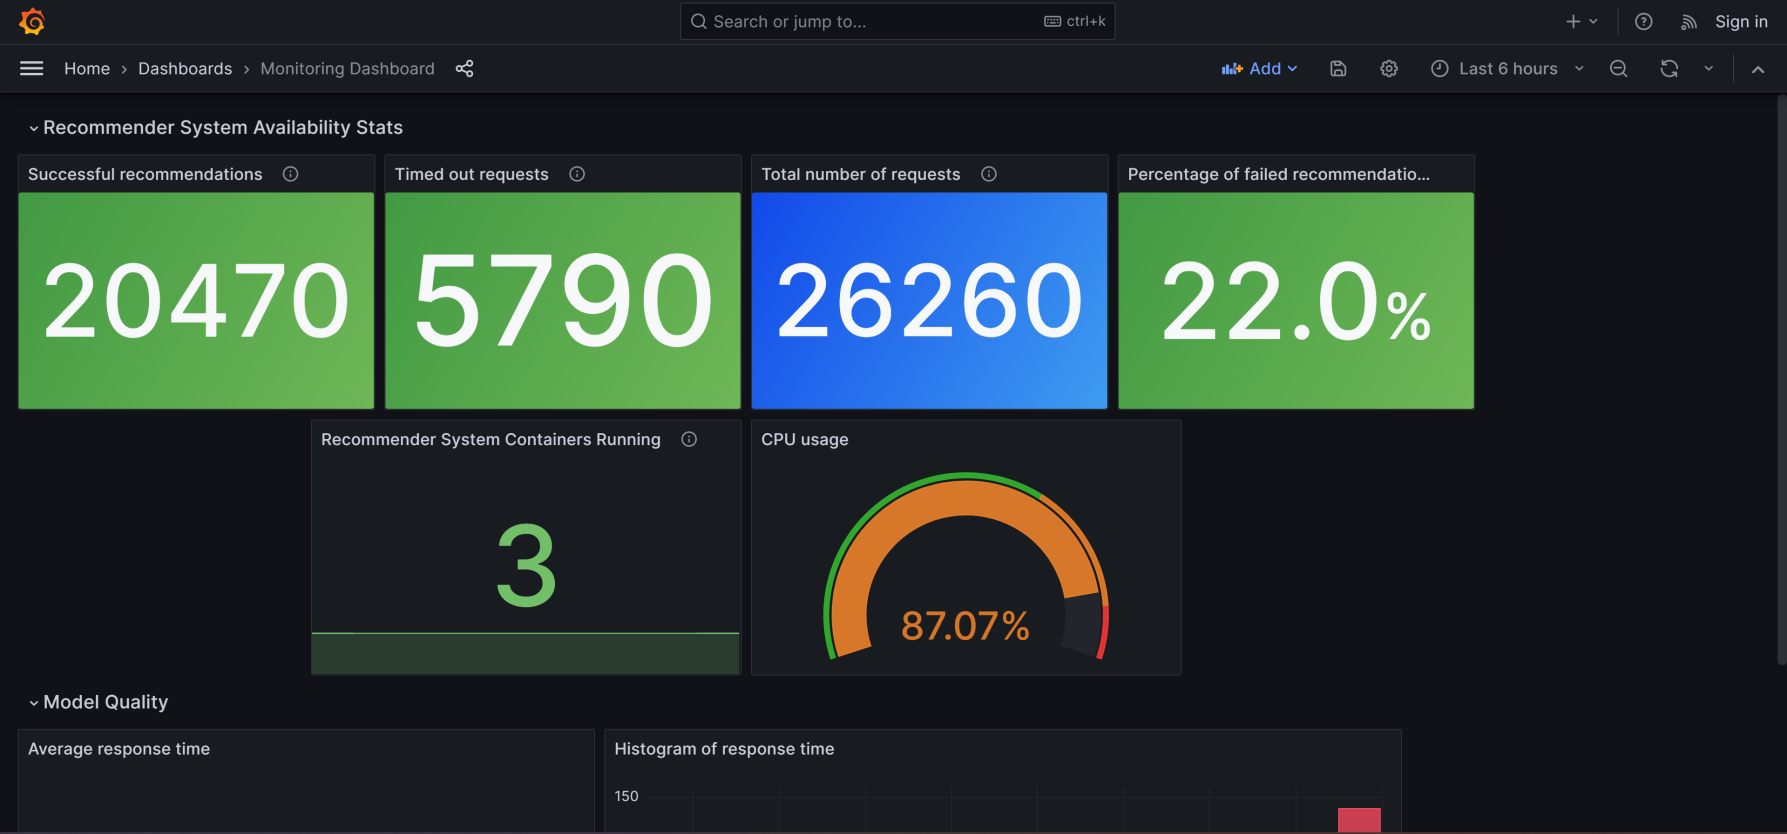 Search or jump to... ctrl+k Sign in
Home › Dashboards › Monitoring Dashboard Add Last 6 hours
Recommender System Availability Stats
Successful recommendations
20470
Timed out requests
5790
Total number of requests
26260
Percentage of failed recommendatio...
22.0%
Recommender System Containers Running
3
CPU usage
87.07%
Model Quality
Average response time
Histogram of response time
150